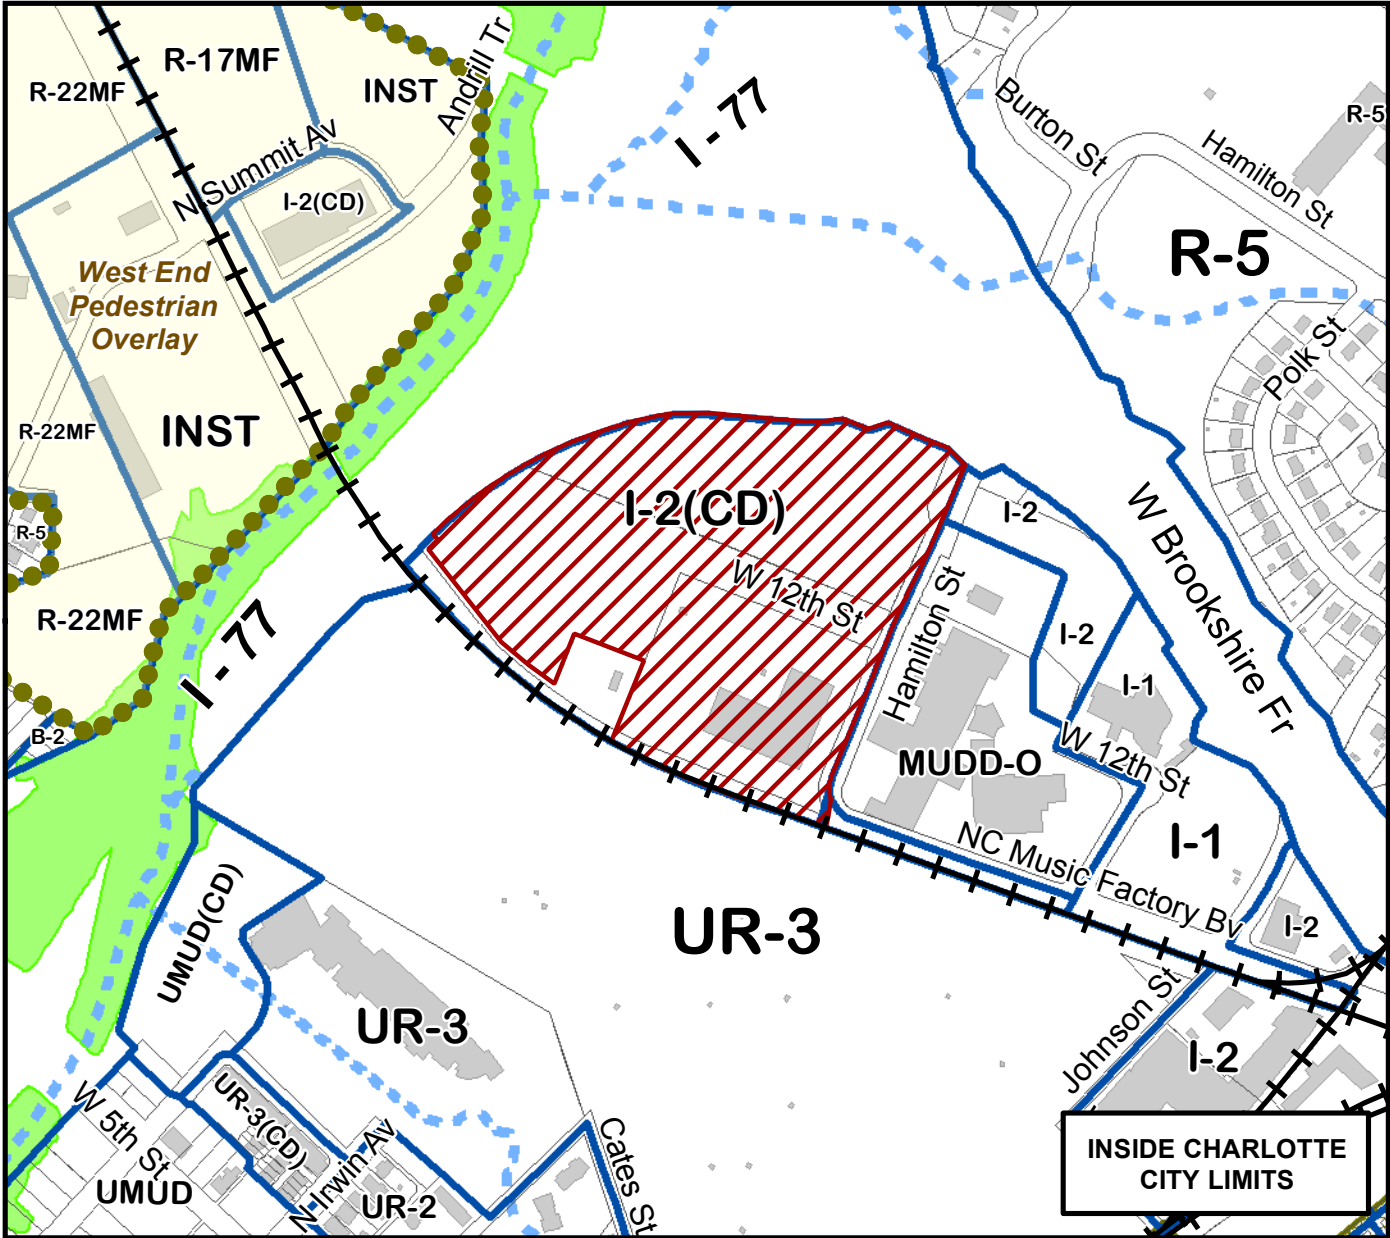 R-17MF
R-22MF
INST
Andrill Tr
I - 77
Burton St
R-5
Hamilton St
N Summit Av
I-2(CD)
R-5
West End
Pedestrian
Overlay
Polk St
R-22MF
INST
I-2(CD)
I-2
W Brookshire Fr
R-5
W 12th St
Hamilton St
R-22MF
I - 77
I-2
I-1
B-2
MUDD-O
W 12th St
NC Music Factory Bv
I-1
UMUD(CD)
UR-3
I-2
UR-3
Johnson St
I-2
UR-3(CD)
W 5th St
N Irwin Av
Cates St
UMUD
UR-2
INSIDE CHARLOTTE
CITY LIMITS